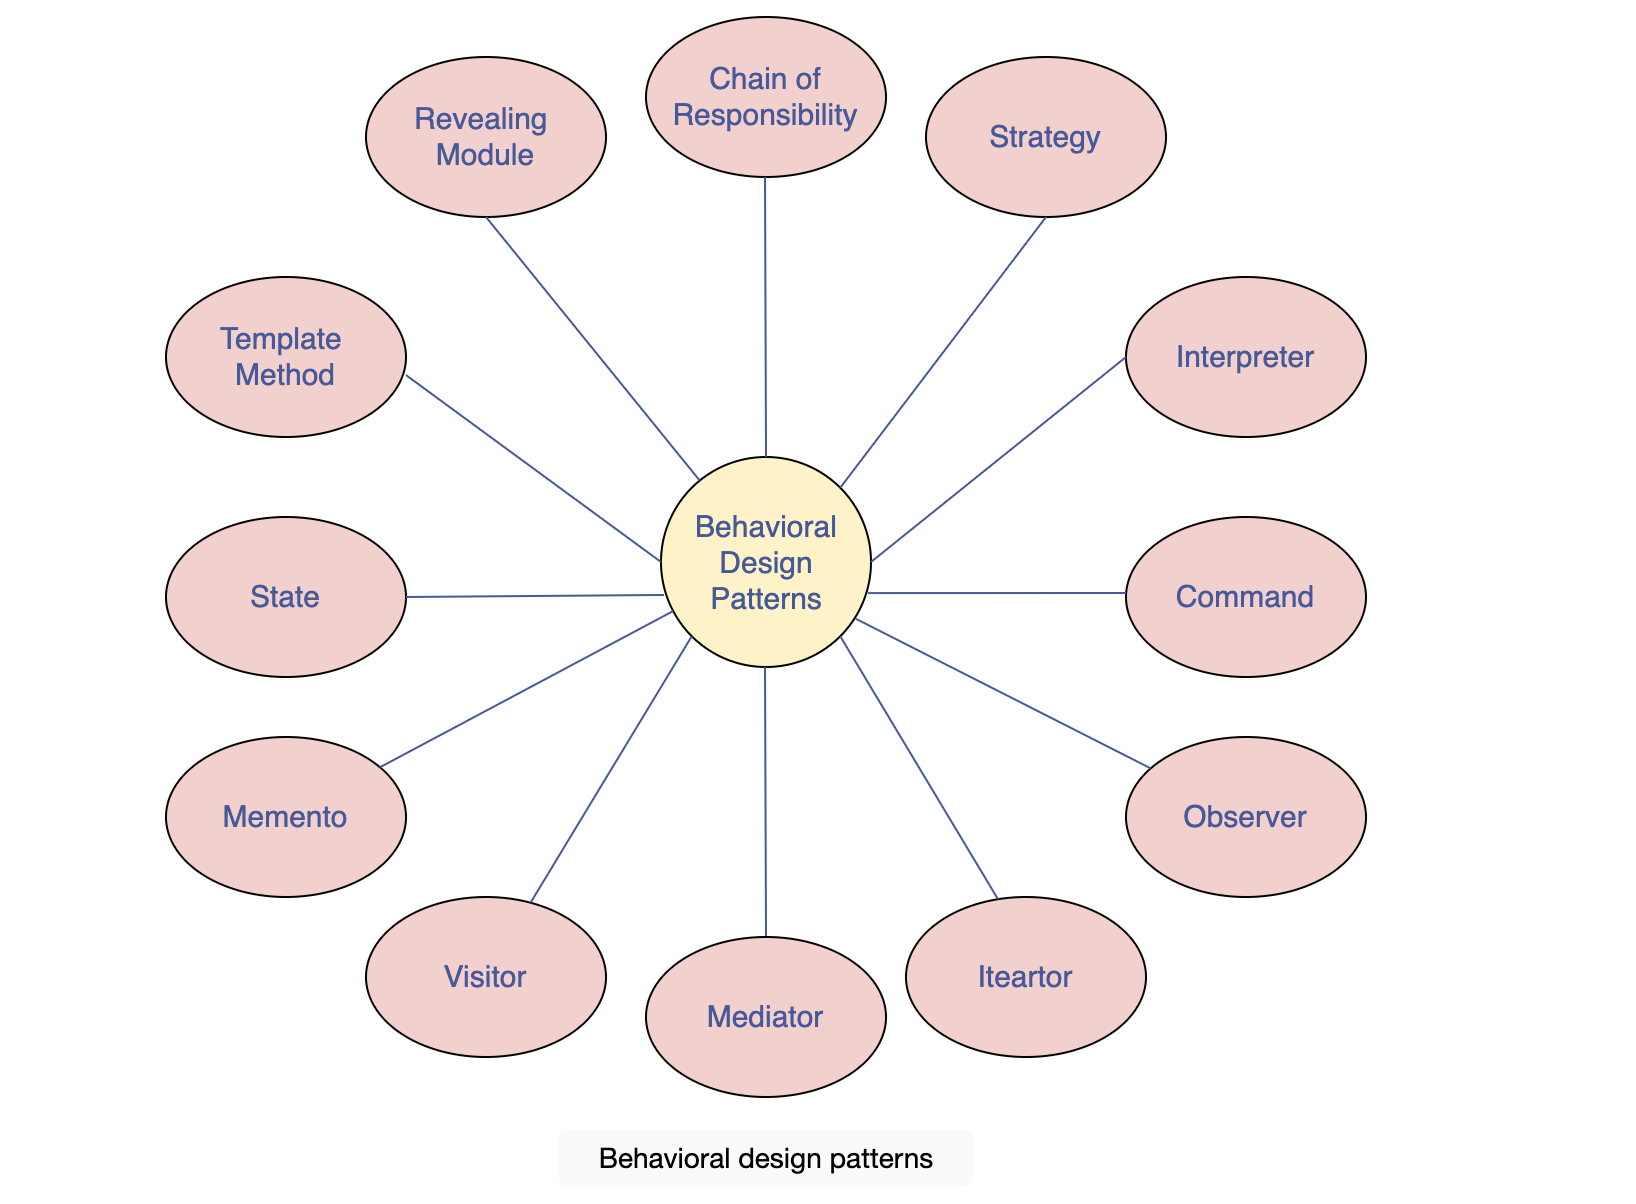 Chain of
Responsibility
Revealing
Module
Strategy
Template
Method
Interpreter
Behavioral
Design
Patterns
State
Command
Memento
Observer
Visitor
Iteartor
Mediator
Behavioral design patterns